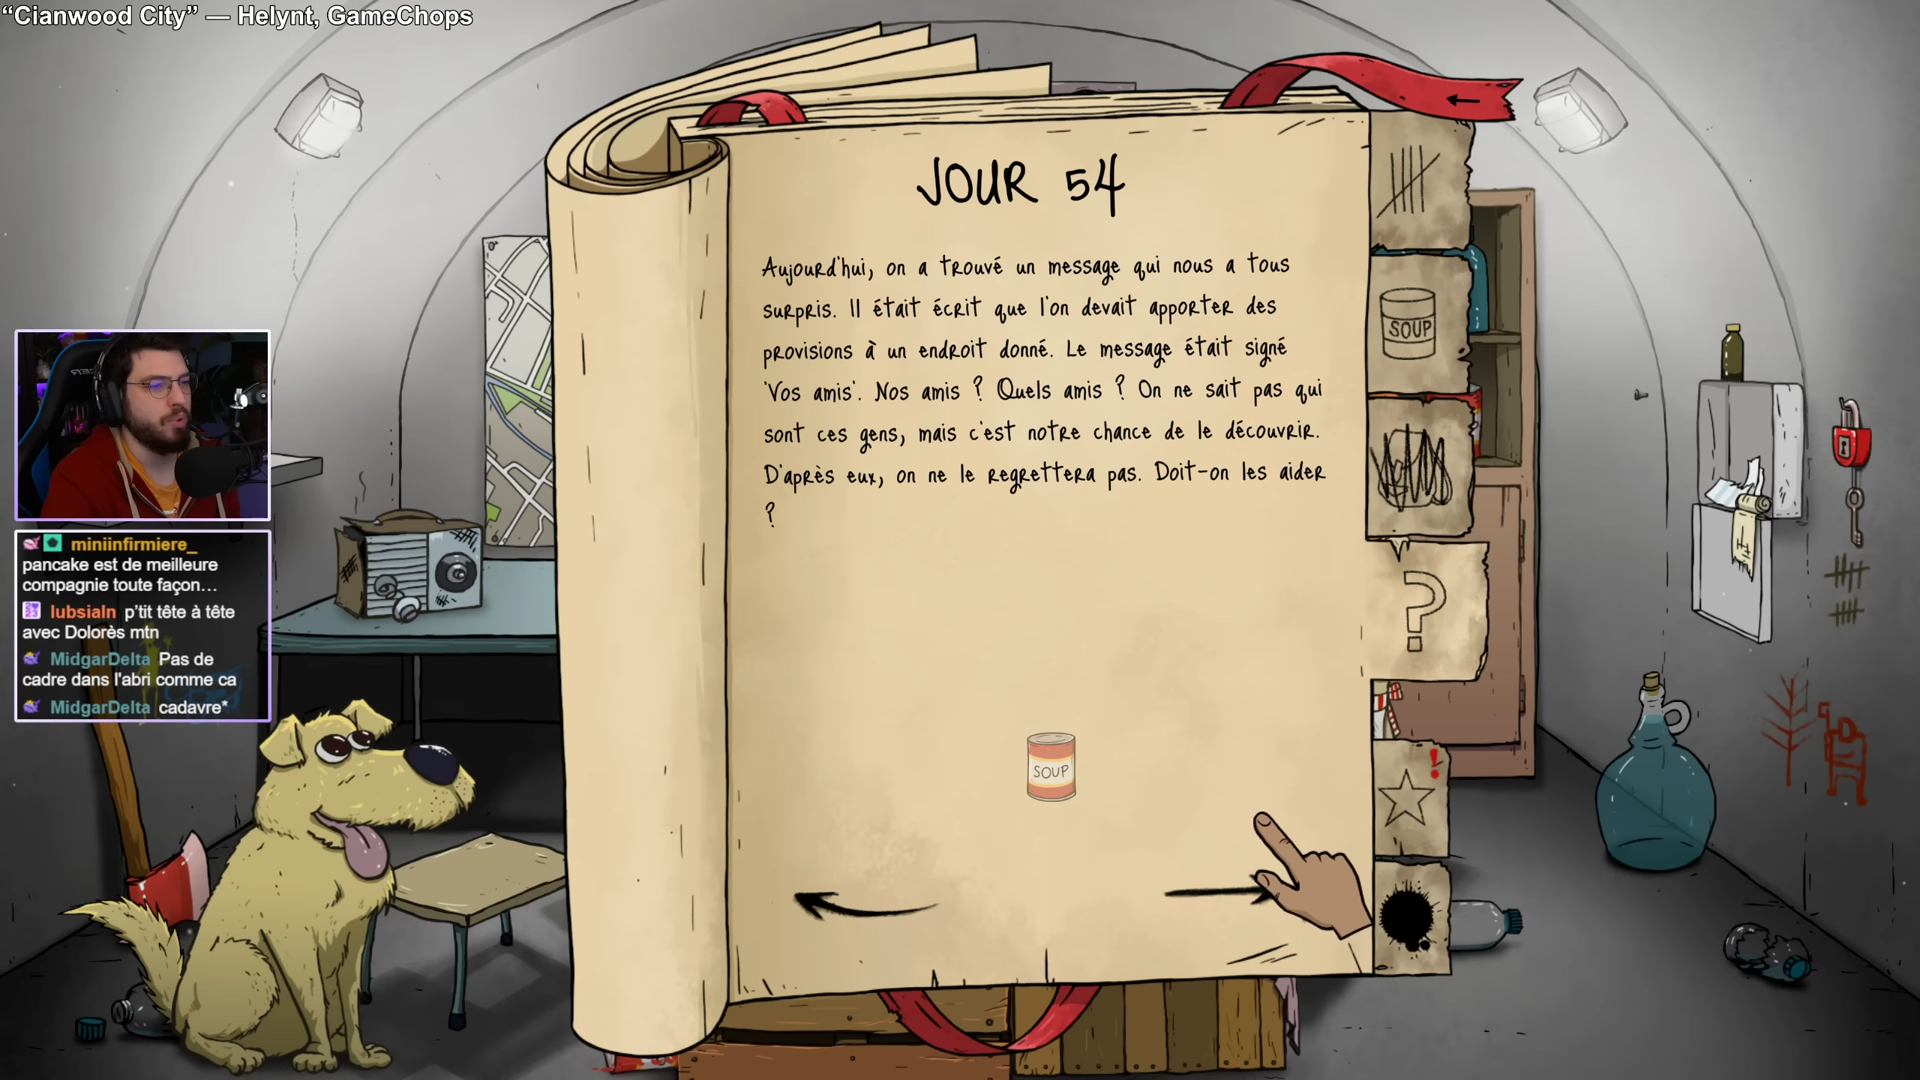 “Cianwood City” — Helynt, GameChops
JOUR 54
Aujourd'hui, on a trouvé un message qui nous a tous
surpris. Il était écrit que l'on devait apporter des
provisions à un endroit donné. Le message était signé
'Vos amis'. Nos amis ? Quels amis ? On ne sait pas qui
sont ces gens, mais c'est notre chance de le découvrir.
D'après eux, on ne le regrettera pas. Doit-on les aider
?
SOUP
SOUP
?
!
miniinfirmiere_
pancake est de meilleure
compagnie toute façon...
lubsialn p'tit tête à tête
avec Dolorès mtn
MidgarDelta Pas de
cadre dans l'abri comme ca
MidgarDelta cadavre*